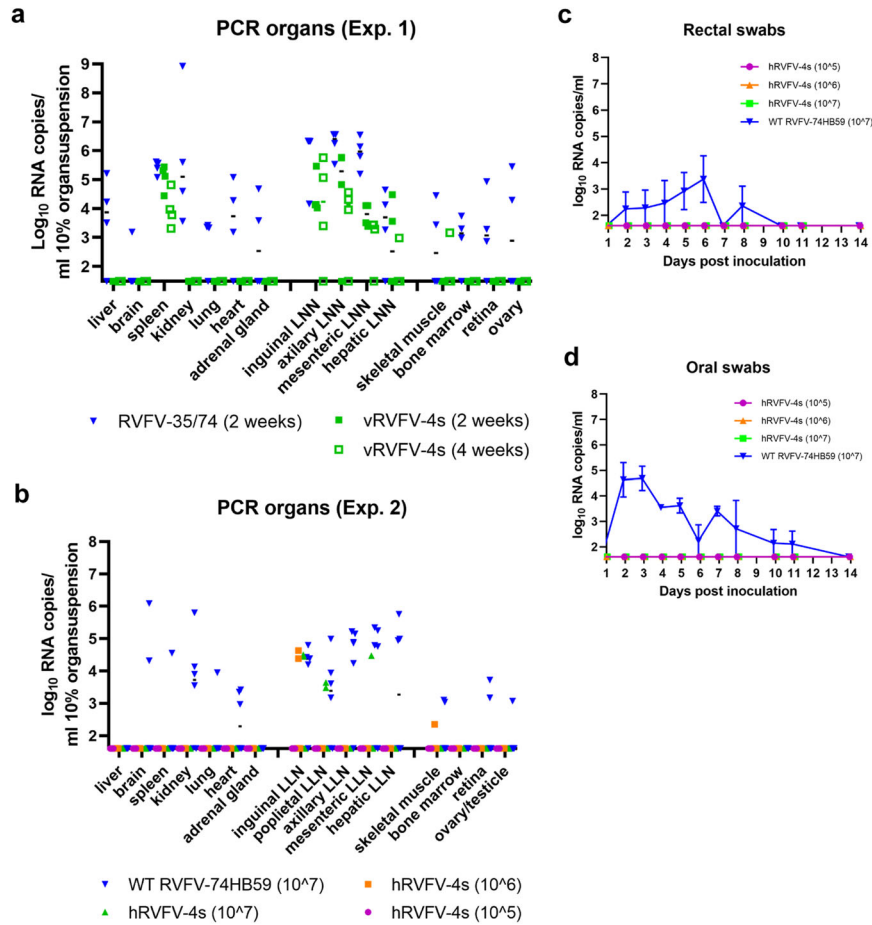 a
PCR organs (Exp. 1)
Log10 RNA copies/
ml 10% organsuspension
9
8
7
6
5
4
3
2
liver
brain
spleen
kidney
lung
heart
adrenal gland
inguinal LNN
axilary LNN
mesenteric LNN
hepatic LNN
skeletal muscle
bone marrow
retina
ovary
RVFV-35/74 (2 weeks)
vRVFV-4s (2 weeks)
vRVFV-4s (4 weeks)
b
PCR organs (Exp. 2)
log10 RNA copies/
ml 10% organsuspension
8
7
6
5
4
3
2
liver
brain
spleen
kidney
lung
heart
adrenal gland
inguinal LLN
poplietal LLN
axillary LLN
mesenteric LLN
hepatic LLN
skeletal muscle
bone marrow
retina
ovary/testicle
WT RVFV-74HB59 (10^7)
hRVFV-4s (10^6)
hRVFV-4s (10^7)
hRVFV-4s (10^5)
c
Rectal swabs
log10 RNA copies/ml
8
7
6
5
4
3
2
hRVFV-4s (10^5)
hRVFV-4s (10^6)
hRVFV-4s (10^7)
WT RVFV-74HB59 (10^7)
1 2 3 4 5 6 7 8 10 11 12 13 14
Days post inoculation
d
Oral swabs
log10 RNA copies/ml
8
7
6
5
4
3
2
hRVFV-4s (10^5)
hRVFV-4s (10^6)
hRVFV-4s (10^7)
WT RVFV-74HB59 (10^7)
1 2 3 4 5 6 7 8 10 11 12 13 14
Days post inoculation